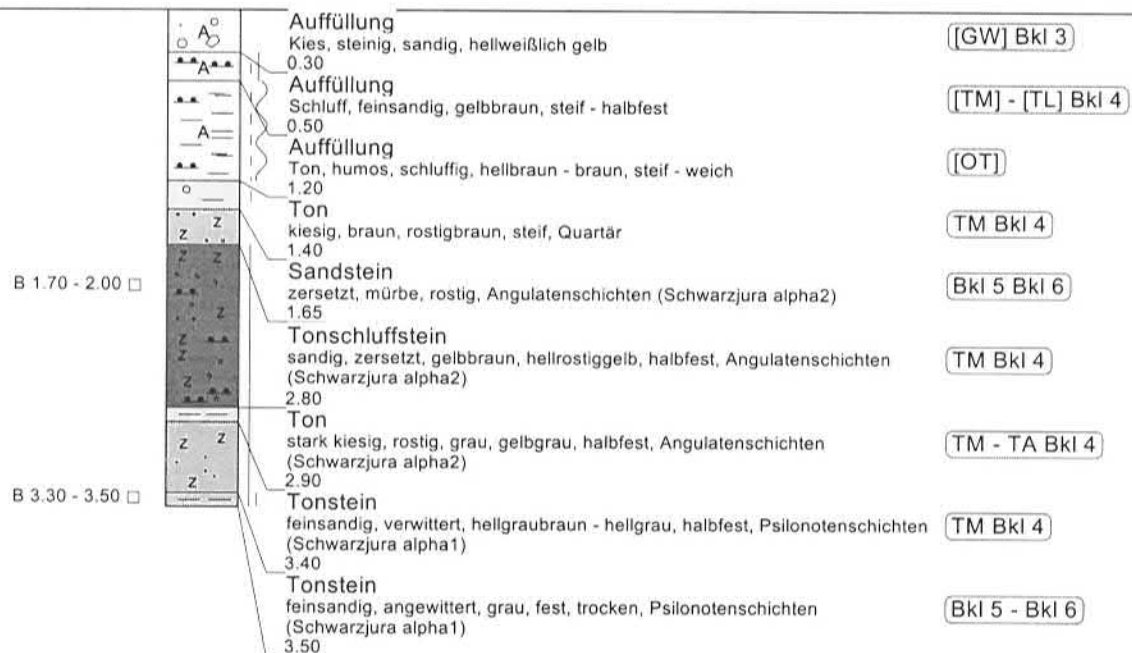 A
Auffüllung
Kies, steinig, sandig, hellweißlich gelb
0.30
[GW] Bkl 3
A
Auffüllung
Schluff, feinsandig, gelbbraun, steif - halbfest
0.50
[TM] - [TL] Bkl 4
A
Auffüllung
Ton, humos, schluffig, hellbraun - braun, steif - weich
1.20
[OT]
Ton
kiesig, braun, rostigbraun, steif, Quartär
1.40
TM Bkl 4
z z
z z
B 1.70 - 2.00
Sandstein
zersetzt, mürbe, rostig, Angulatenschichten (Schwarzjura alpha2)
1.65
Bkl 5 Bkl 6
z
z
z
z
Tonschluffstein
sandig, zersetzt, gelbbraun, hellrostiggelb, halbfest, Angulatenschichten
(Schwarzjura alpha2)
2.80
TM Bkl 4
z z
z
Ton
stark kiesig, rostig, grau, gelbgrau, halbfest, Angulatenschichten
(Schwarzjura alpha2)
2.90
TM - TA Bkl 4
B 3.30 - 3.50
Tonstein
feinsandig, verwittert, hellgraubraun - hellgrau, halbfest, Psilonotenschichten
(Schwarzjura alpha1)
3.40
TM Bkl 4
Tonstein
feinsandig, angewittert, grau, fest, trocken, Psilonotenschichten
(Schwarzjura alpha1)
3.50
Bkl 5 - Bkl 6